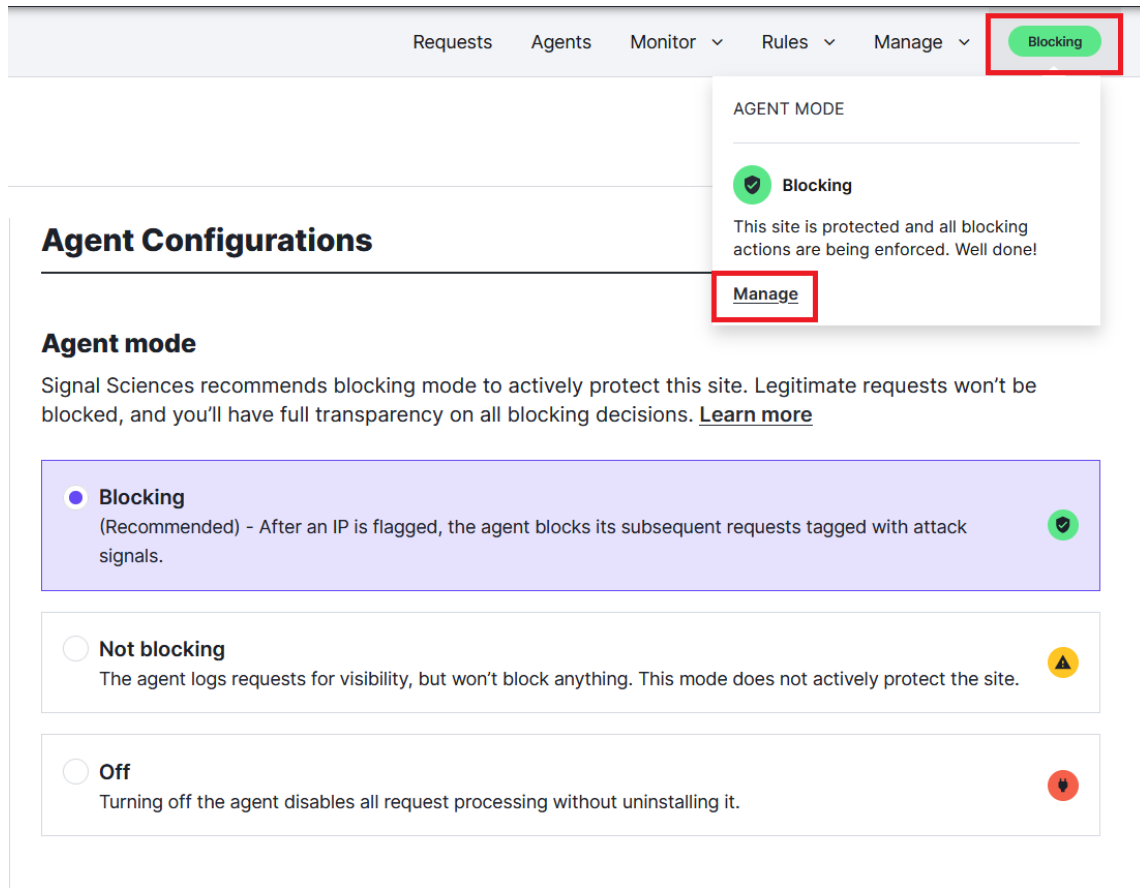 Requests Agents Monitor Rules Manage Blocking
AGENT MODE
Blocking
This site is protected and all blocking
actions are being enforced. Well done!
Manage
Agent Configurations
Agent mode
Signal Sciences recommends blocking mode to actively protect this site. Legitimate requests won’t be
blocked, and you’ll have full transparency on all blocking decisions. Learn more
Blocking
(Recommended) - After an IP is flagged, the agent blocks its subsequent requests tagged with attack
signals.
Not blocking
The agent logs requests for visibility, but won’t block anything. This mode does not actively protect the site.
Off
Turning off the agent disables all request processing without uninstalling it.